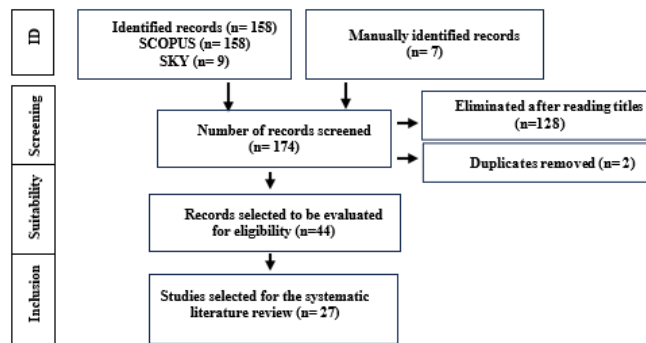 ID
Identified records (n= 158)
SCOPUS (n= 158)
SKY (n= 9)
Manually identified records
(n= 7)
Screening
Number of records screened
(n= 174)
Eliminated after reading titles
(n=128)
Duplicates removed (n= 2)
Suitability
Records selected to be evaluated
for eligibility (n=44)
Inclusion
Studies selected for the systematic
literature review (n= 27)